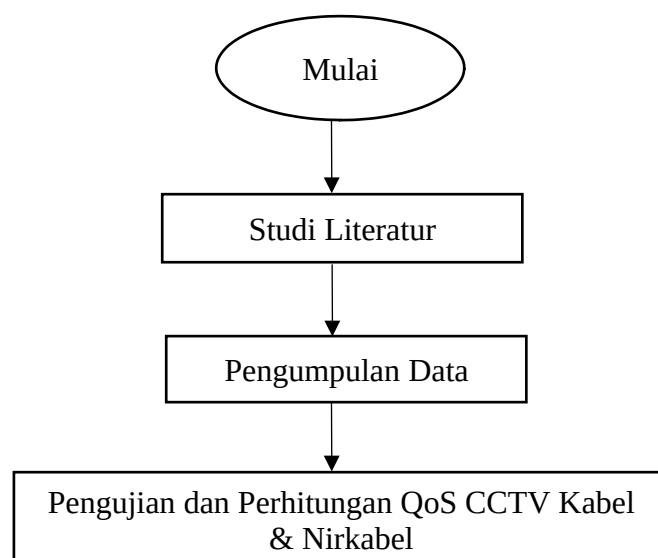 Mulai
Studi Literatur
Pengumpulan Data
Pengujian dan Perhitungan QoS CCTV Kabel
& Nirkabel